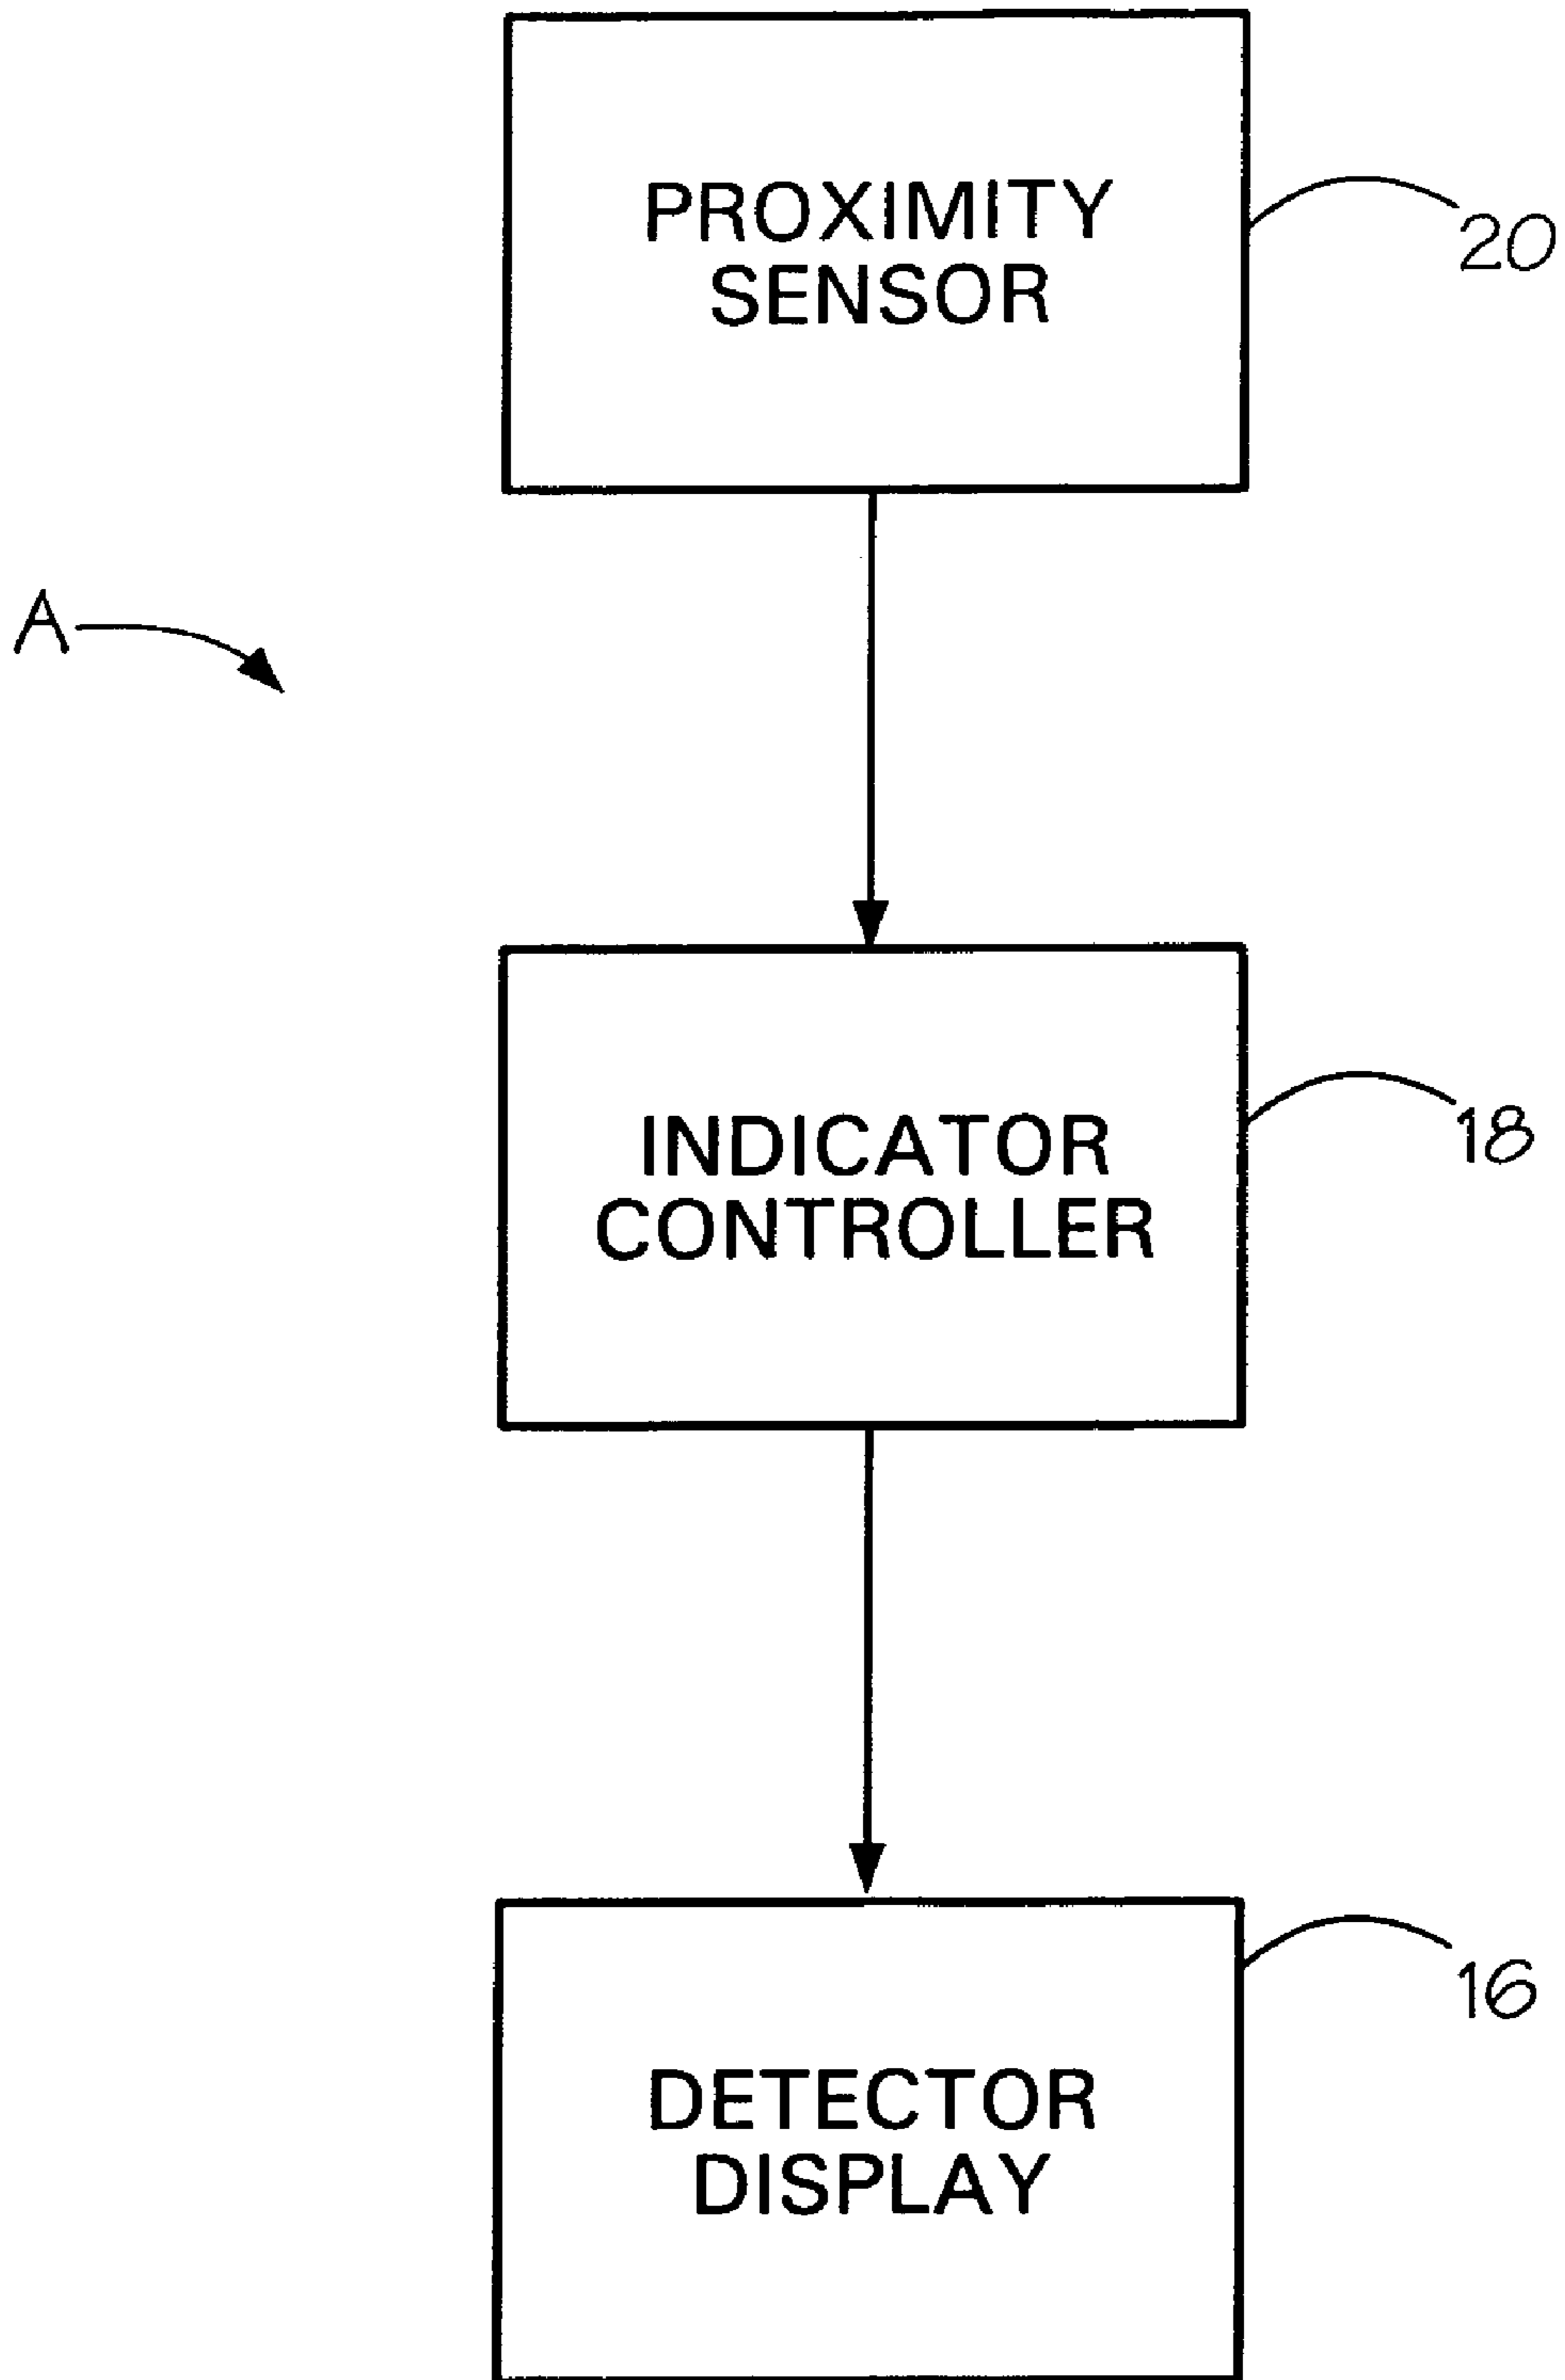 PROXIMITY
SENSOR
20
A
INDICATOR
CONTROLLER
18
DETECTOR
DISPLAY
16